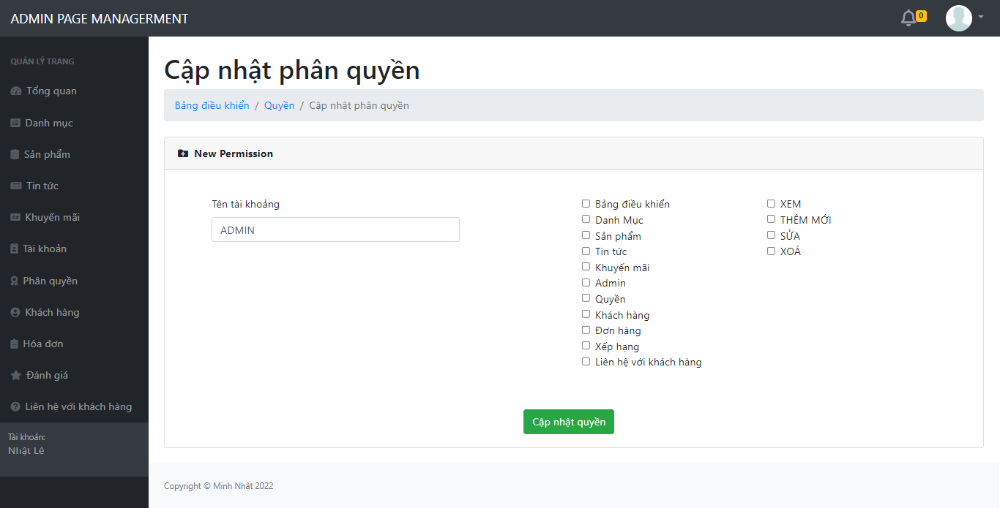 ADMIN PAGE MANAGERMENT
0
QUẢN LÝ TRANG
Tổng quan
Danh mục
Sản phẩm
Tin tức
Khuyến mãi
Tài khoản
Phân quyền
Khách hàng
Hóa đơn
Đánh giá
Liên hệ với khách hàng
Tài khoản:
Nhật Lê
Cập nhật phân quyền
Bảng điều khiển / Quyền / Cập nhật phân quyền
New Permission
Tên tài khoảng
ADMIN
Bảng điều khiển
Danh Mục
Sản phẩm
Tin tức
Khuyến mãi
Admin
Quyền
Khách hàng
Đơn hàng
Xếp hạng
Liên hệ với khách hàng
XEM
THÊM MỚI
SỬA
XOÁ
Cập nhật quyền
Copyright © Minh Nhật 2022